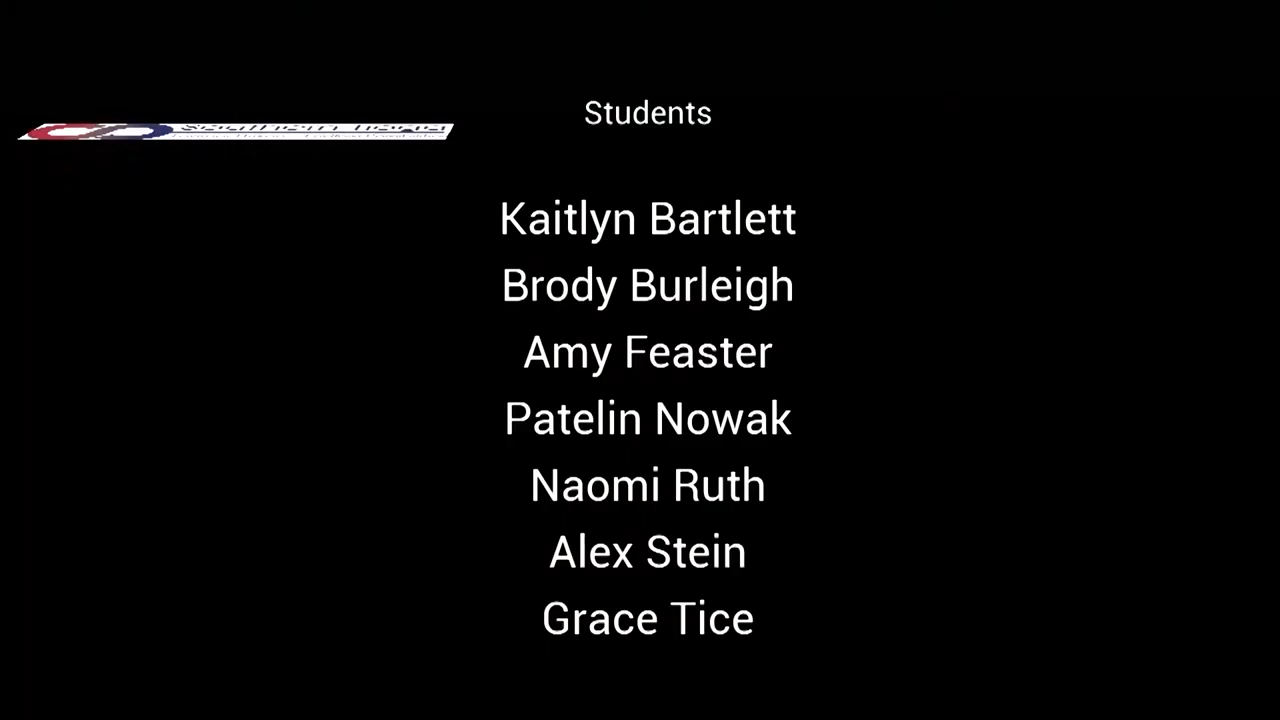 Students
Kaitlyn Bartlett
Brody Burleigh
Amy Feaster
Patelin Nowak
Naomi Ruth
Alex Stein
Grace Tice